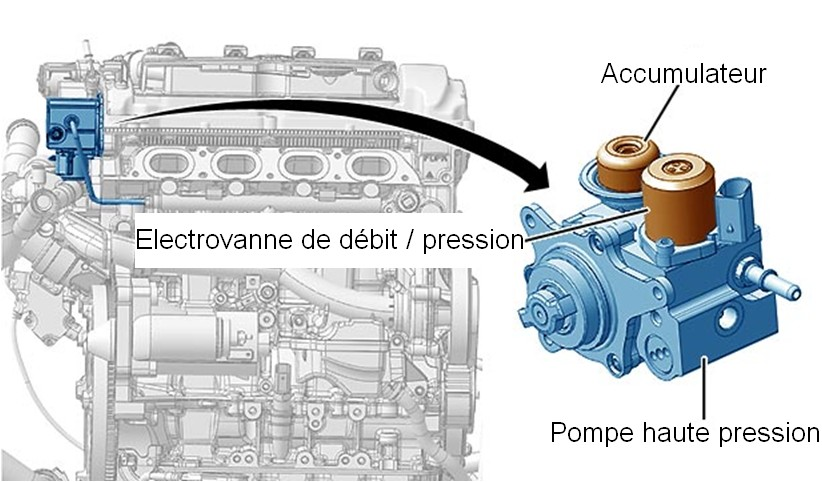 Accumulateur
Electrovanne de débit / pression
Pompe haute pression